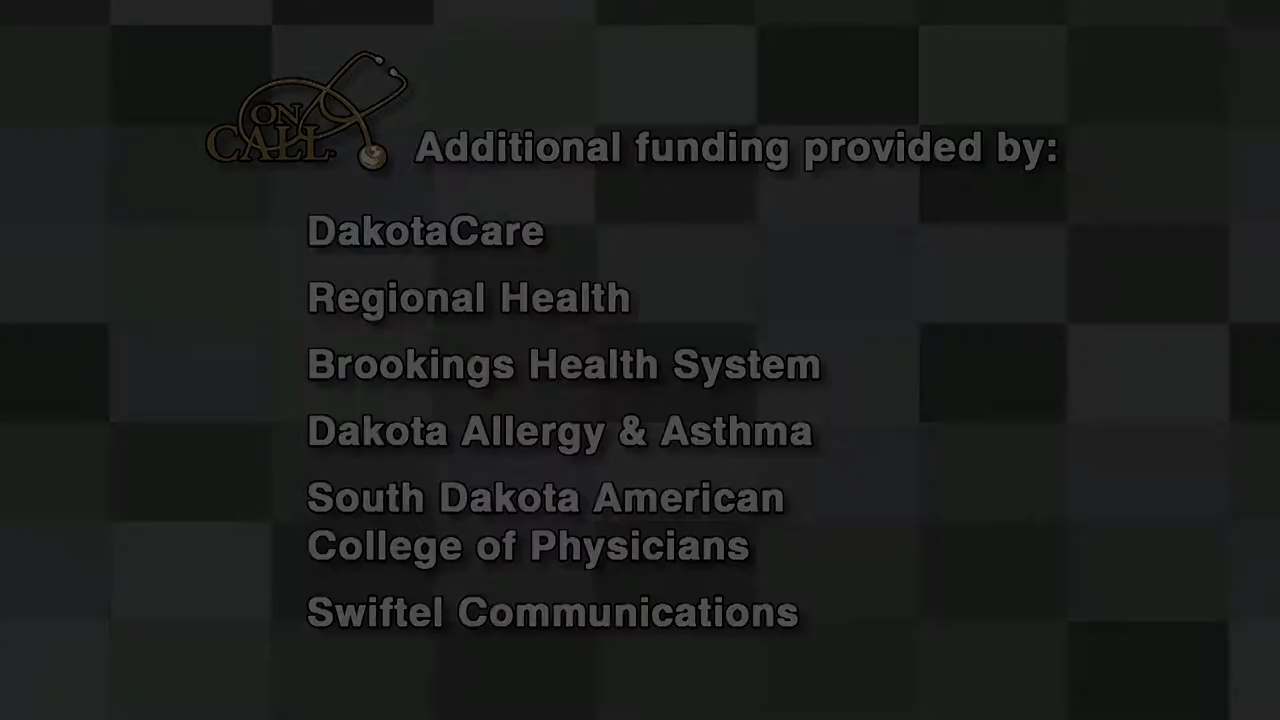 ON
CALL
Additional funding provided by:
DakotaCare
Regional Health
Brookings Health System
Dakota Allergy & Asthma
South Dakota American
College of Physicians
Swiftel Communications